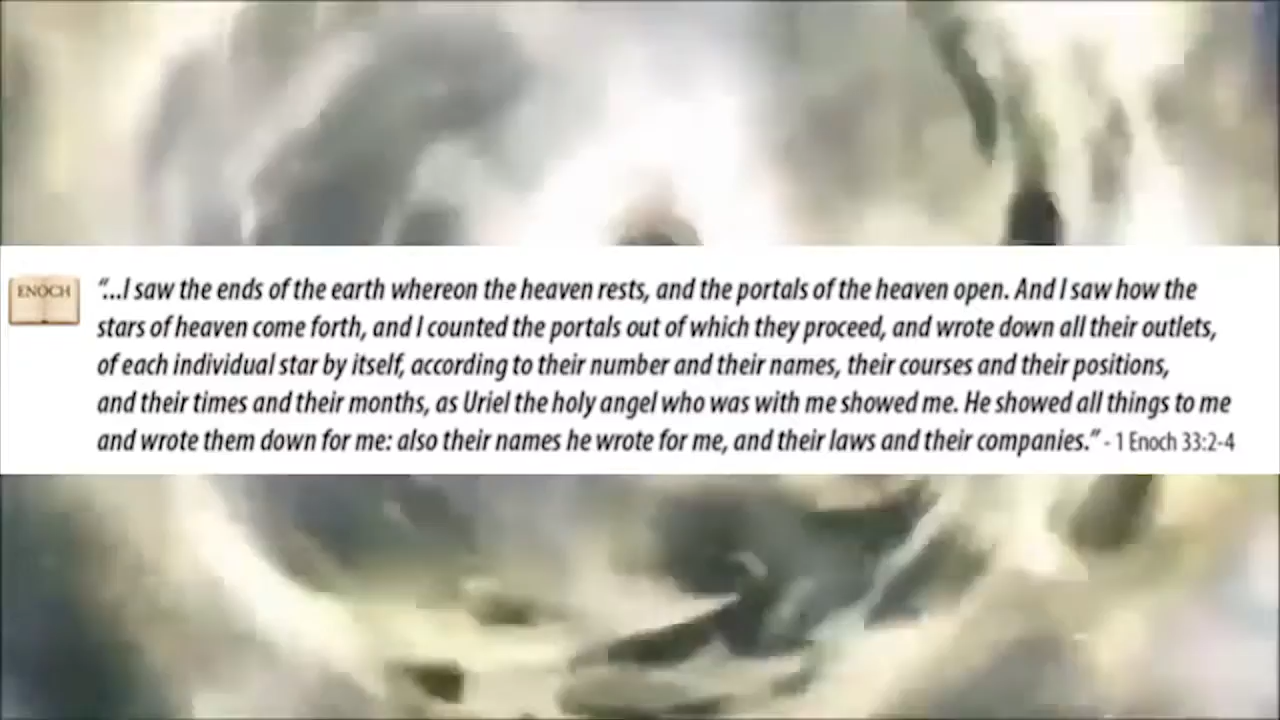 ENOCH
“...I saw the ends of the earth whereon the heaven rests, and the portals of the heaven open. And I saw how the
stars of heaven come forth, and I counted the portals out of which they proceed, and wrote down all their outlets,
of each individual star by itself, according to their number and their names, their courses and their positions,
and their times and their months, as Uriel the holy angel who was with me showed me. He showed all things to me
and wrote them down for me: also their names he wrote for me, and their laws and their companies.” - 1 Enoch 33:2-4